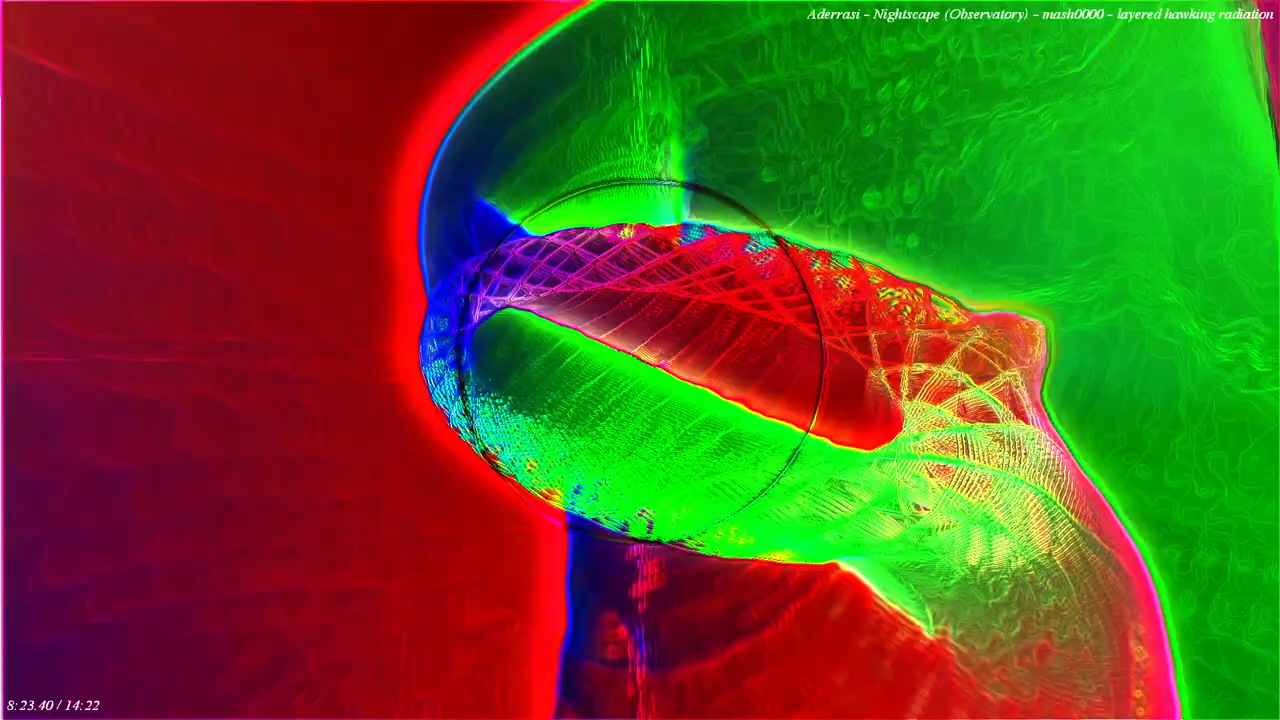 Aderrasi - Nightscape (Observatory) - mash0000 - layered hawking radiation
8:23.40 / 14:22